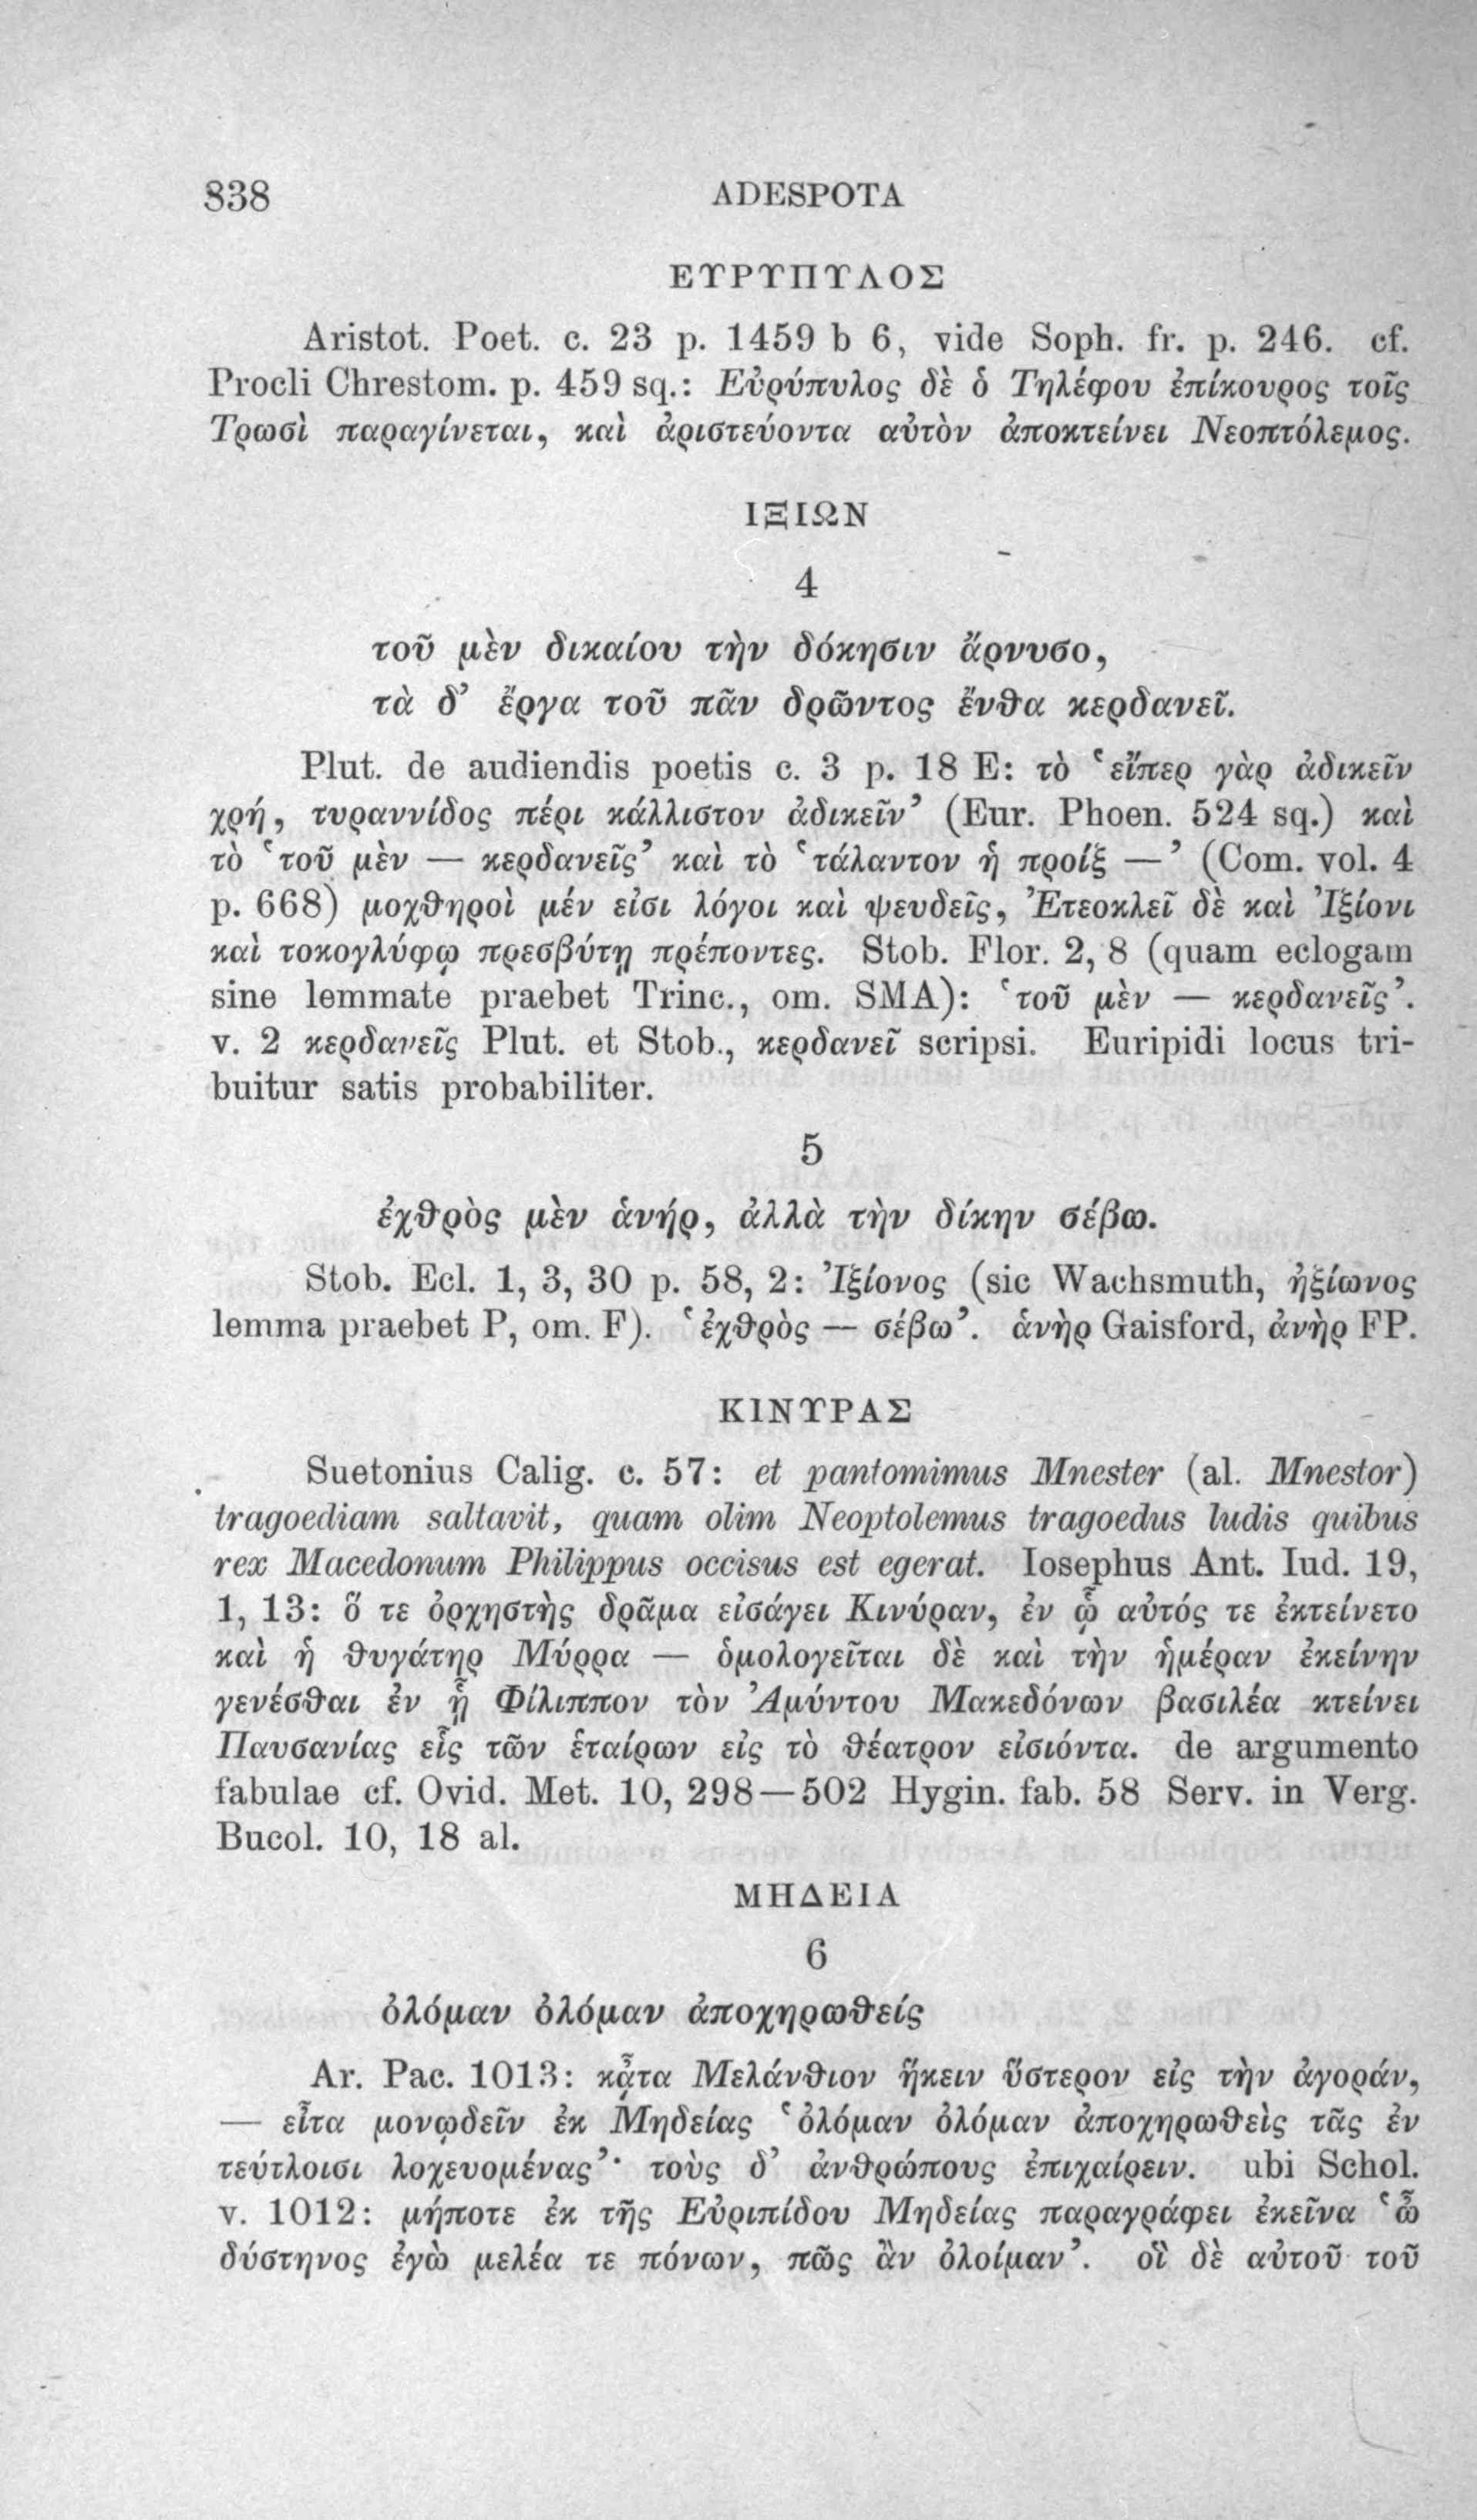 838 ADESPOTA
ΕΥΡΥΠΥΛΟΣ
Aristot. Poet. c. 23 p. 1459 b 6, vide Soph. fr. p. 246. cf.
Procli Chrestom. p. 459 sq.: Εὐρύπυλος δὲ ὁ Τηλέφου ἐπίκουρος τοῖς
Τρωσὶ παραγίνεται, καὶ ἀριστεύοντα αὐτὸν ἀποκτείνει Νεοπτόλεμος.
ΙΞΙΩΝ
4
τοῦ μὲν δικαίου τὴν δόκησιν ἄρνυσο,
τὰ δ’ ἔργα τοῦ πᾶν δρῶντος ἔνθα κερδανεῖ.
Plut. de audiendis poetis c. 3 p. 18 E: τὸ ‘εἴπερ γὰρ ἀδικεῖν
χρή, τυραννίδος πέρι κάλλιστον ἀδικεῖν’ (Eur. Phoen. 524 sq.) καὶ
τὸ ‘τοῦ μὲν — κερδανεῖς’ καὶ τὸ ‘τάλαντον ἡ προίξ —’ (Com. vol. 4
p. 668) μοχθηροὶ μέν εἰσι λόγοι καὶ ψευδεῖς, Ἐτεοκλεῖ δὲ καὶ Ἰξίονι
καὶ τοκογλύφῳ πρεσβύτῃ πρέποντες. Stob. Flor. 2, 8 (quam eclogam
sine lemmate praebet Trinc., om. SMA): ‘τοῦ μὲν — κερδανεῖς’.
v. 2 κερδανεῖς Plut. et Stob., κερδανεῖ scripsi. Euripidi locus tri-
buitur satis probabiliter.
5
ἐχθρὸς μὲν ἁνήρ, ἀλλὰ τὴν δίκην σέβω.
Stob. Ecl. 1, 3, 30 p. 58, 2: Ἰξίονος (sic Wachsmuth, ἠξίωνος
lemma praebet P, om. F). ‘ἐχθρὸς — σέβω’. ἁνὴρ Gaisford, ἀνὴρ FP.
ΚΙΝΥΡΑΣ
Suetonius Calig. c. 57: et pantomimus Mnester (al. Mnestor)
tragoediam saltavit, quam olim Neoptolemus tragoedus ludis quibus
rex Macedonum Philippus occisus est egerat. Iosephus Ant. Iud. 19,
1, 13: ὅ τε ὀρχηστὴς δρᾶμα εἰσάγει Κινύραν, ἐν ᾧ αὐτός τε ἐκτείνετο
καὶ ἡ θυγάτηρ Μύρρα — ὁμολογεῖται δὲ καὶ τὴν ἡμέραν ἐκείνην
γενέσθαι ἐν ᾗ Φίλιππον τὸν Ἀμύντου Μακεδόνων βασιλέα κτείνει
Παυσανίας εἷς τῶν ἑταίρων εἰς τὸ θέατρον εἰσιόντα. de argumento
fabulae cf. Ovid. Met. 10, 298—502 Hygin. fab. 58 Serv. in Verg.
Bucol. 10, 18 al.
ΜΗΔΕΙΑ
6
ὀλόμαν ὀλόμαν ἀποχηρωθείς
Ar. Pac. 1013: κᾆτα Μελάνθιον ἥκειν ὕστερον εἰς τὴν ἀγοράν,
— εἶτα μονῳδεῖν ἐκ Μηδείας ‘ὀλόμαν ὀλόμαν ἀποχηρωθεὶς τᾶς ἐν
τεύτλοισι λοχευομένας’· τοὺς δ’ ἀνθρώπους ἐπιχαίρειν. ubi Schol.
v. 1012: μήποτε ἐκ τῆς Εὐριπίδου Μηδείας παραγράφει ἐκεῖνα ‘ὦ
δύστηνος ἐγὼ μελέα τε πόνων, πῶς ἂν ὀλοίμαν’. οἳ δὲ αὐτοῦ τοῦ